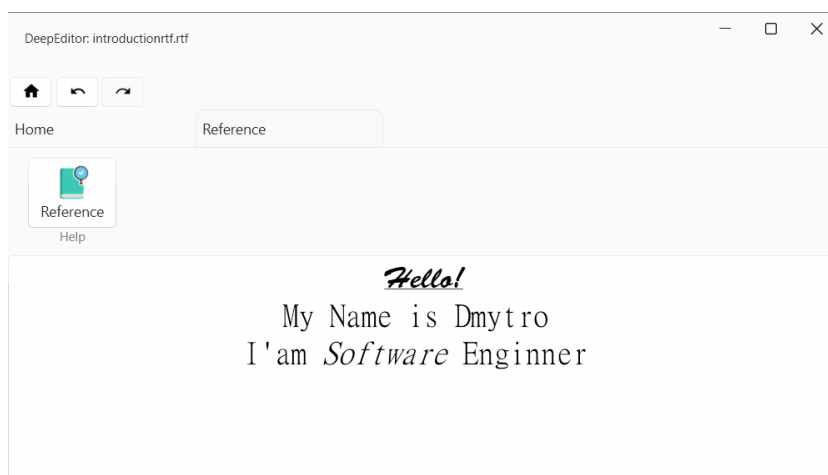 DeepEditor: introductionrtf.rtf
Home
Reference
Reference
Help
Hello!
My Name is Dmytro
I'am Software Enginner